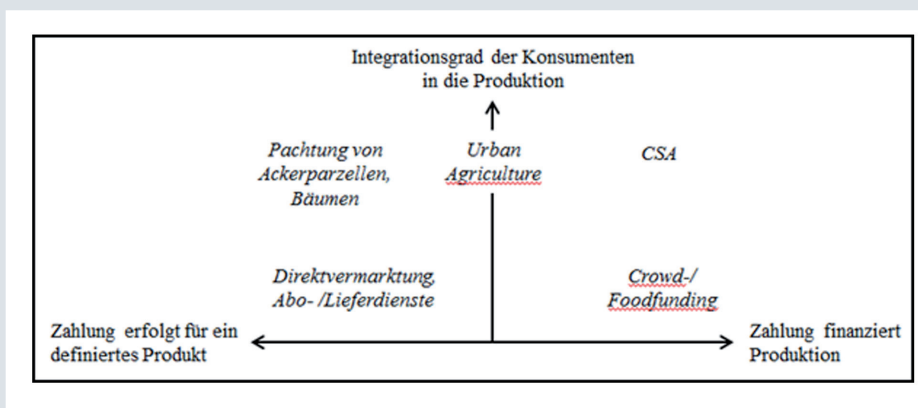 Integrationsgrad der Konsumenten
in die Produktion
Pachtung von
Ackerparzellen,
Bäumen
Urban
Agriculture
CSA
Direktvermarktung,
Abo- /Lieferdienste
Crowd-/
Foodfunding
Zahlung erfolgt für ein
definiertes Produkt
Zahlung finanziert
Produktion